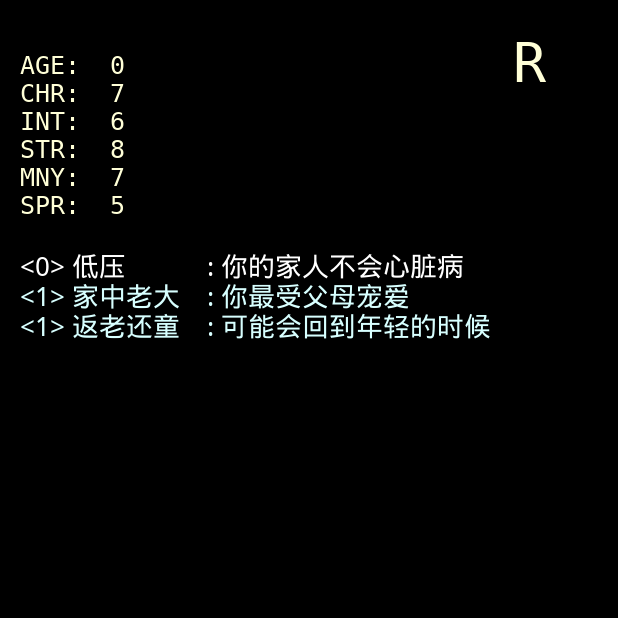 R
AGE: 0
CHR: 7
INT: 6
STR: 8
MNY: 7
SPR: 5
<0> 低压 : 你的家人不会心脏病
<1> 家中老大 : 你最受父母宠爱
<1> 返老还童 : 可能会回到年轻的时候